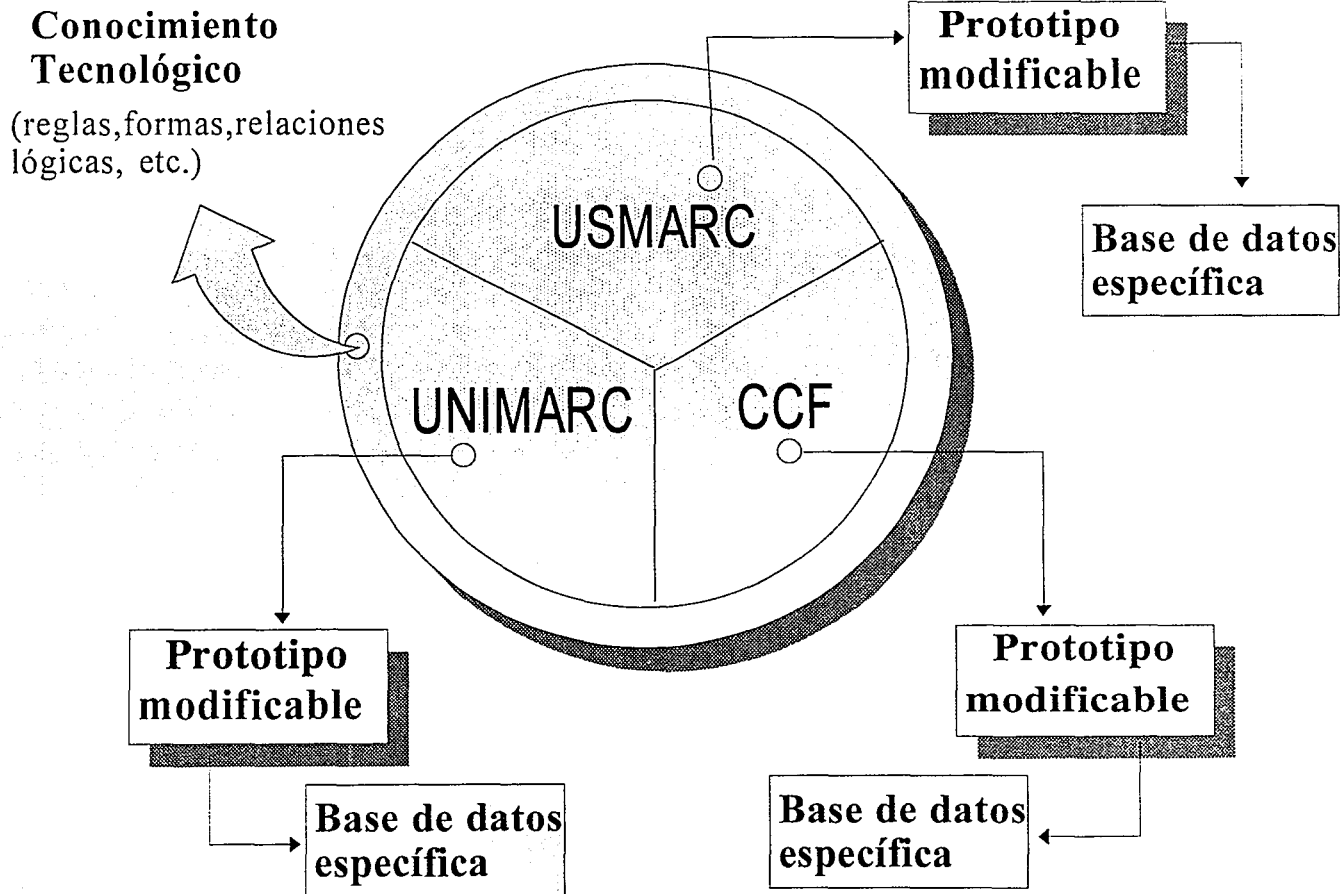 Conocimiento
Tecnológico
(reglas,formas,relaciones
lógicas, etc.)
Prototipo
modificable
Base de datos
específica
USMARC
UNIMARC
CCF
Prototipo
modificable
Base de datos
específica
Prototipo
modificable
Base de datos
específica